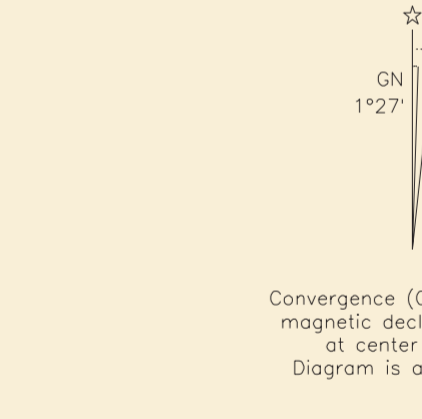 GN
1°27'
Convergence (
magnetic decl
at center
Diagram is a